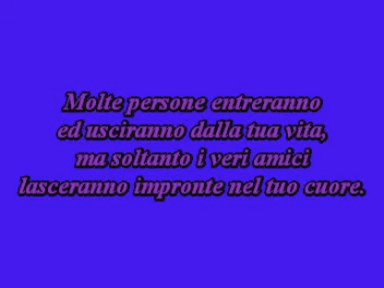 Molte persone entreranno
ed usciranno dalla tua vita,
ma soltanto i veri amici
lasceranno impronte nel tuo cuore.